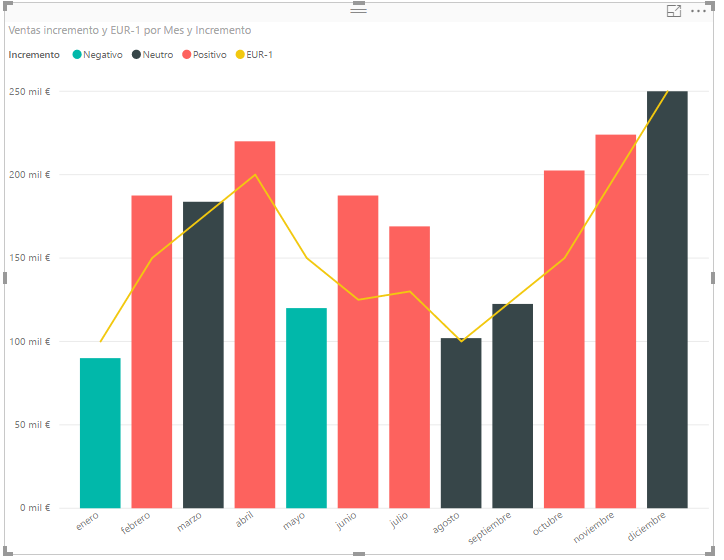 Ventas incremento y EUR-1 por Mes y Incremento
Incremento Negativo Neutro Positivo EUR-1
250 mil €
200 mil €
150 mil €
100 mil €
50 mil €
0 mil €
enero febrero marzo abril mayo junio julio agosto septiembre octubre noviembre diciembre